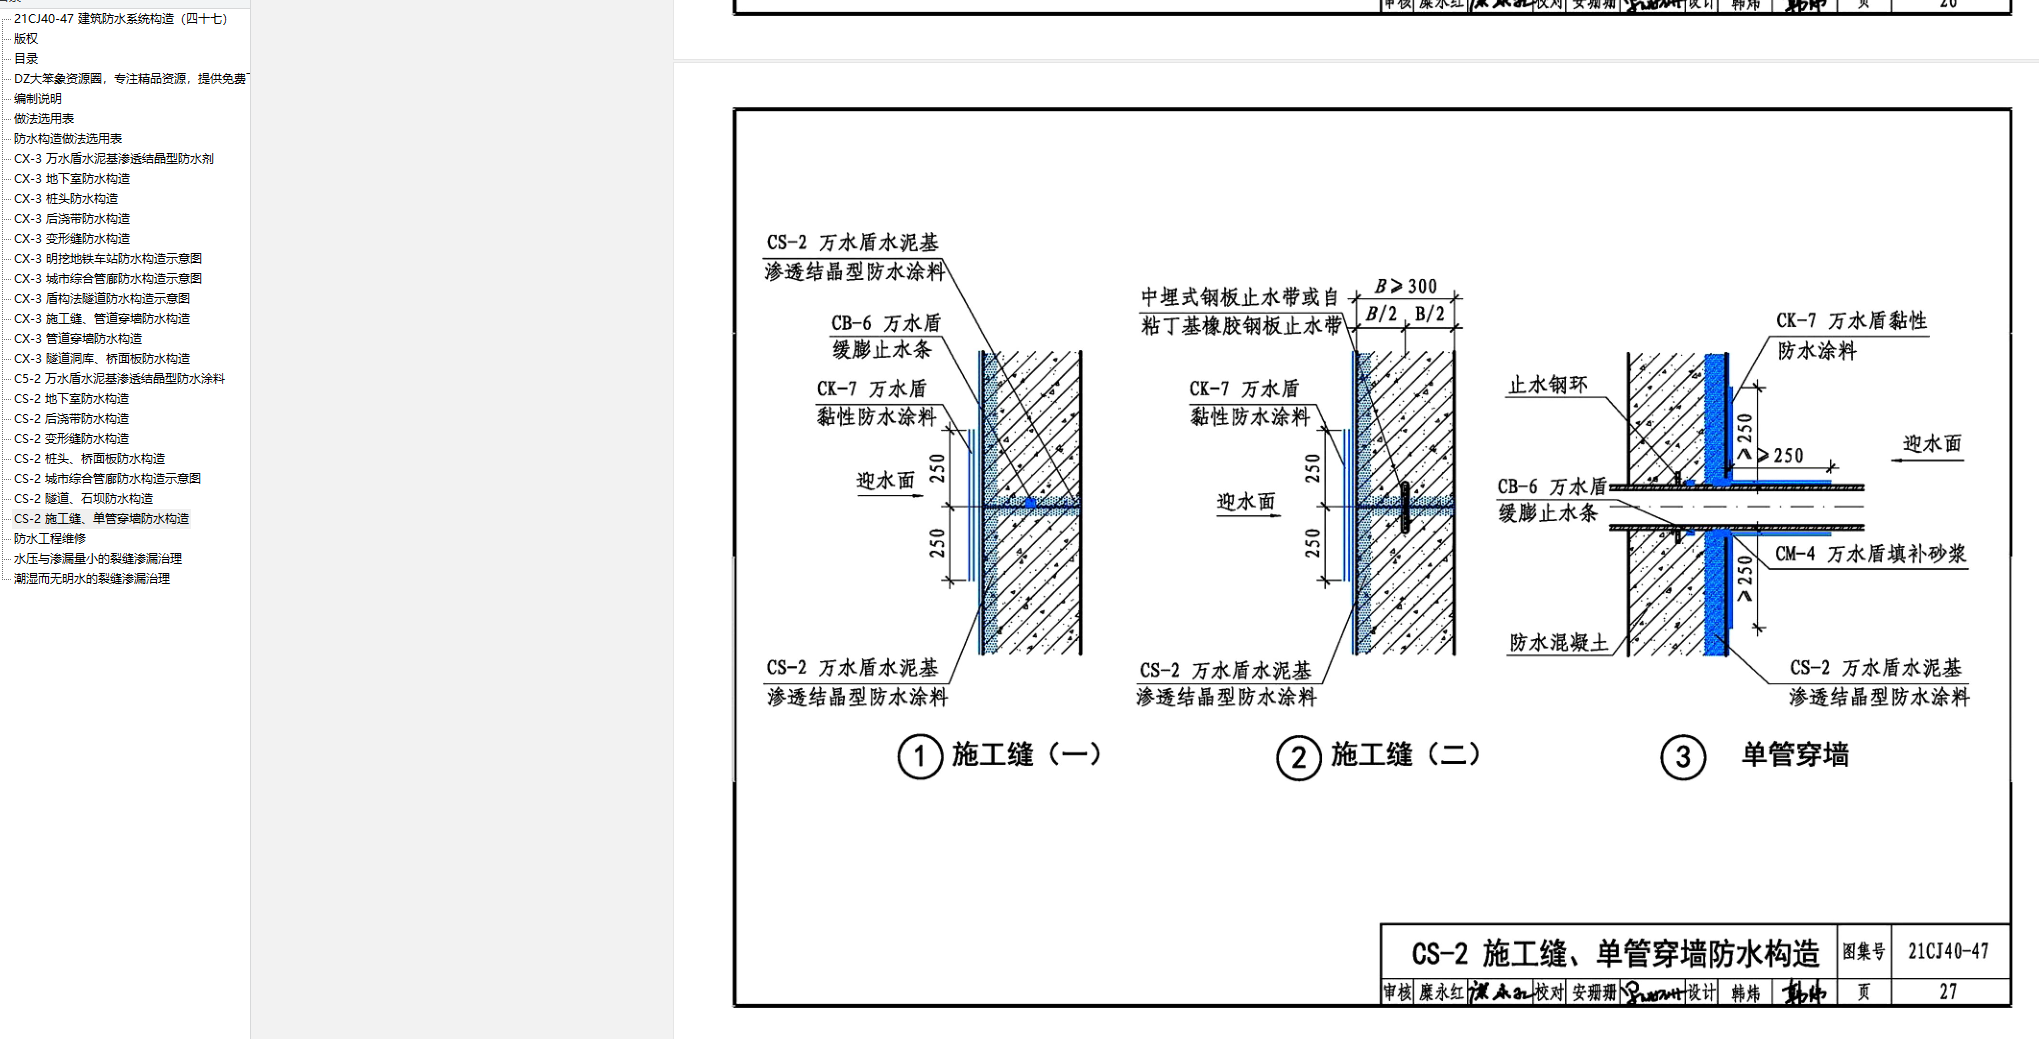 21CJ40-47 建筑防水系统构造（四十七）
版权
目录
DZ大笨象资源圈，专注精品资源，提供免费
编制说明
做法选用表
防水构造做法选用表
CX-3 万水盾水泥基渗透结晶型防水剂
CX-3 地下室防水构造
CX-3 桩头防水构造
CX-3 后浇带防水构造
CX-3 变形缝防水构造
CX-3 明挖地铁车站防水构造示意图
CX-3 城市综合管廊防水构造示意图
CX-3 盾构法隧道防水构造示意图
CX-3 施工缝、管道穿墙防水构造
CX-3 管道穿墙防水构造
CX-3 隧道洞库、桥面板防水构造
C5-2 万水盾水泥基渗透结晶型防水涂料
CS-2 地下室防水构造
CS-2 后浇带防水构造
CS-2 变形缝防水构造
CS-2 桩头、桥面板防水构造
CS-2 城市综合管廊防水构造示意图
CS-2 隧道、石坝防水构造
CS-2 施工缝、单管穿墙防水构造
防水工程维修
水压与渗漏量小的裂缝渗漏治理
潮湿而无明水的裂缝渗漏治理
审核 糜永红 校对 安珊珊 设计 韩炜 页 26
CS-2 万水盾水泥基
渗透结晶型防水涂料
CB-6 万水盾
缓膨止水条
CK-7 万水盾
黏性防水涂料
250
迎水面
250
CS-2 万水盾水泥基
渗透结晶型防水涂料
① 施工缝（一）
中埋式钢板止水带或自
粘丁基橡胶钢板止水带
B≥300
B/2 B/2
CK-7 万水盾
黏性防水涂料
250
迎水面
250
CS-2 万水盾水泥基
渗透结晶型防水涂料
② 施工缝（二）
CK-7 万水盾黏性
防水涂料
止水钢环
≥250
≥250
迎水面
CB-6 万水盾
缓膨止水条
CM-4 万水盾填补砂浆
≥250
防水混凝土
CS-2 万水盾水泥基
渗透结晶型防水涂料
③ 单管穿墙
CS-2 施工缝、单管穿墙防水构造 图集号 21CJ40-47
审核 糜永红 校对 安珊珊 设计 韩炜 页 27